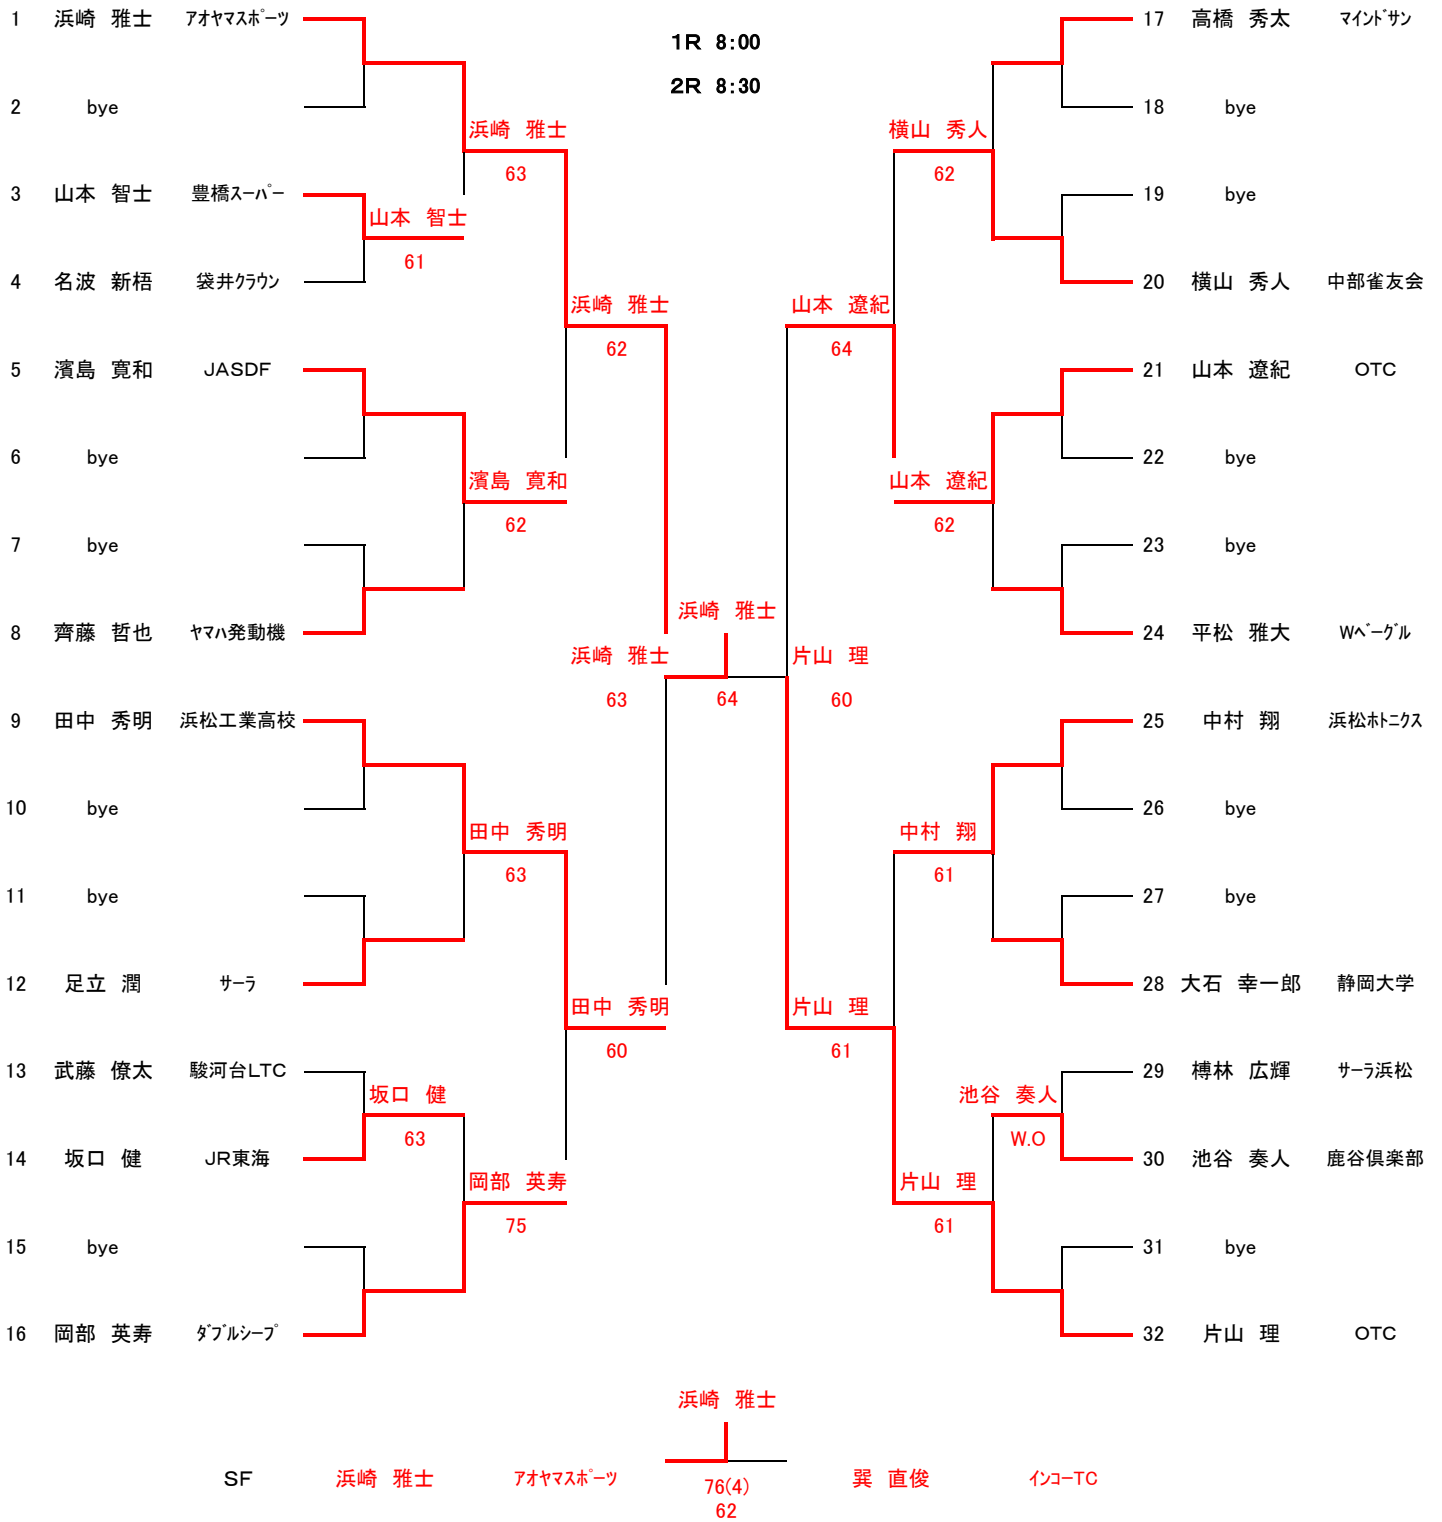 1R 8:00
2R 8:30
1 浜崎 雅士 アオヤマスポーツ
2 bye
3 山本 智士 豊橋スーパー
4 名波 新梧 袋井クラウン
5 濱島 寛和 JASDF
6 bye
7 bye
8 齊藤 哲也 ヤマハ発動機
9 田中 秀明 浜松工業高校
10 bye
11 bye
12 足立 潤 サーラ
13 武藤 僚太 駿河台LTC
14 坂口 健 JR東海
15 bye
16 岡部 英寿 ダブルシープ
山本 智士
61
坂口 健
63
浜崎 雅士
63
濱島 寛和
62
田中 秀明
63
岡部 英寿
75
浜崎 雅士
62
田中 秀明
60
浜崎 雅士
63
浜崎 雅士
64
片山 理
60
山本 遼紀
64
片山 理
61
横山 秀人
62
山本 遼紀
62
中村 翔
61
片山 理
61
池谷 奏人
W.O
17 高橋 秀太 マインドサン
18 bye
19 bye
20 横山 秀人 中部雀友会
21 山本 遼紀 OTC
22 bye
23 bye
24 平松 雅大 Wベーグル
25 中村 翔 浜松ホトニクス
26 bye
27 bye
28 大石 幸一郎 静岡大学
29 榑林 広輝 サーラ浜松
30 池谷 奏人 鹿谷倶楽部
31 bye
32 片山 理 OTC
浜崎 雅士
SF 浜崎 雅士 アオヤマスポーツ 76(4) 巽 直俊 インコーTC
62